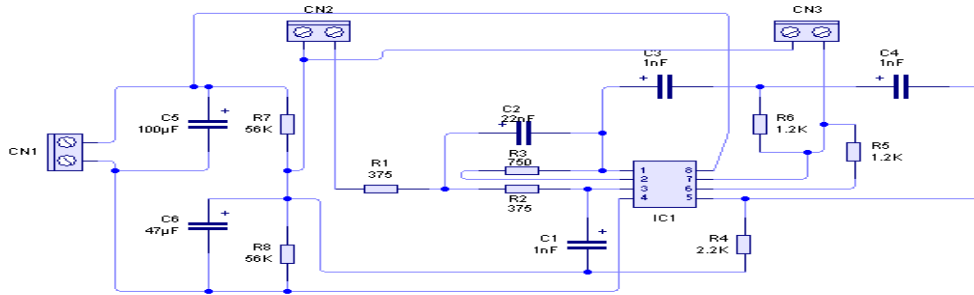 CN2
CN3
C3
1nF
C4
1nF
C5
100µF
R7
56K
C2
22nF
R6
1.2K
R5
1.2K
CN1
R1
375
R3
750
R2
375
1
2
3
4
8
7
6
5
IC1
C6
47µF
R8
56K
C1
1nF
R4
2.2K
+
+
+
+
+
+